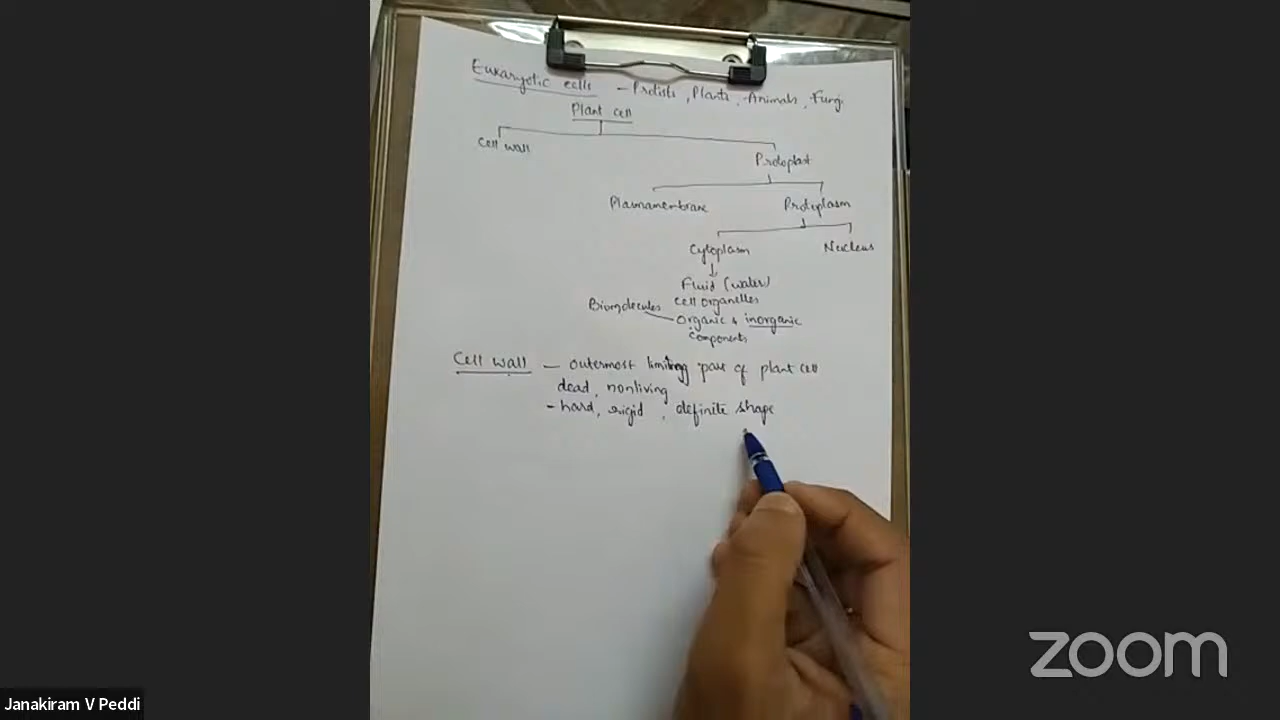 Eukaryotic cells - Protists, Plants, Animals, Fungi
Plant cell
Cell wall
Protoplast
Plasmamembrane Protoplasm
Cytoplasm Nucleus
Fluid (water)
cell organelles
Biomolecules organic & inorganic
components
Cell wall - outermost limiting part of plant cell
dead, nonliving
- hard, rigid, definite shape
zoom
Janakiram V Peddi